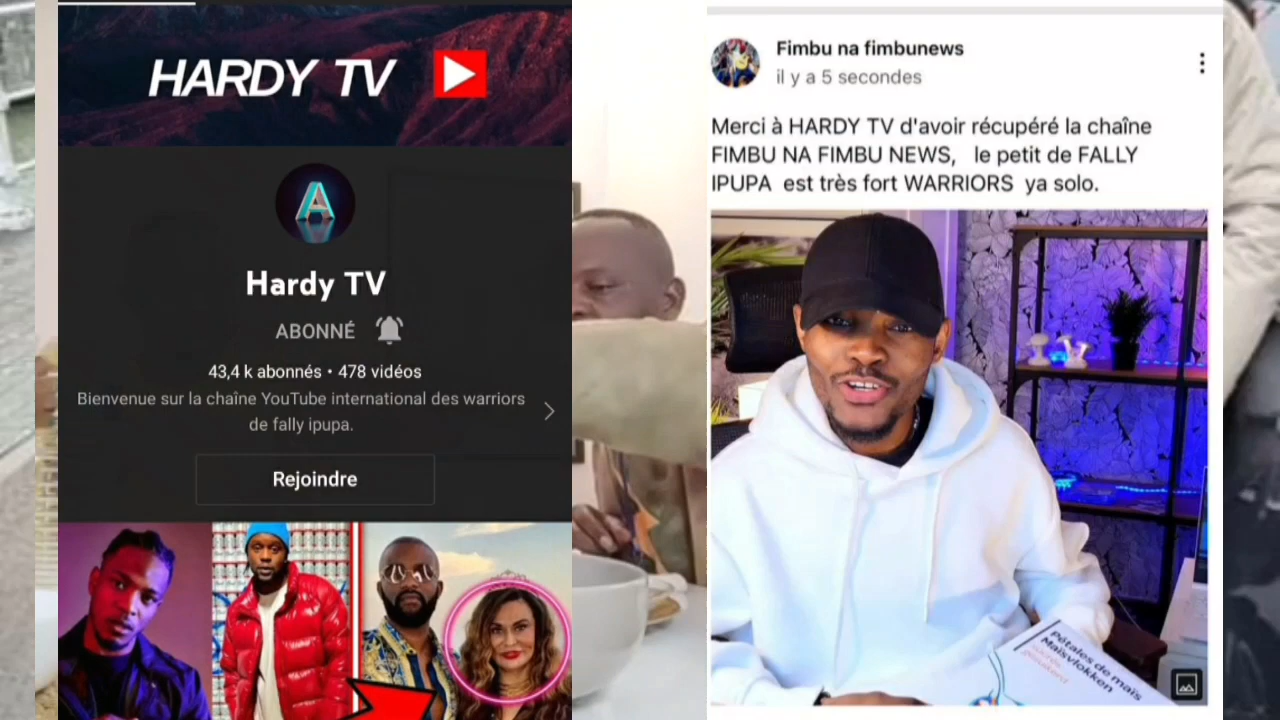 HARDY TV
A
Hardy TV
ABONNÉ
43,4 k abonnés • 478 vidéos
Bienvenue sur la chaîne YouTube international des warriors
de fally ipupa.
Rejoindre
Fimbu na fimbunews
il y a 5 secondes
Merci à HARDY TV d'avoir récupéré la chaîne
FIMBU NA FIMBU NEWS, le petit de FALLY
IPUPA est très fort WARRIORS ya solo.
Pétales de maïs
Maïsvlokken